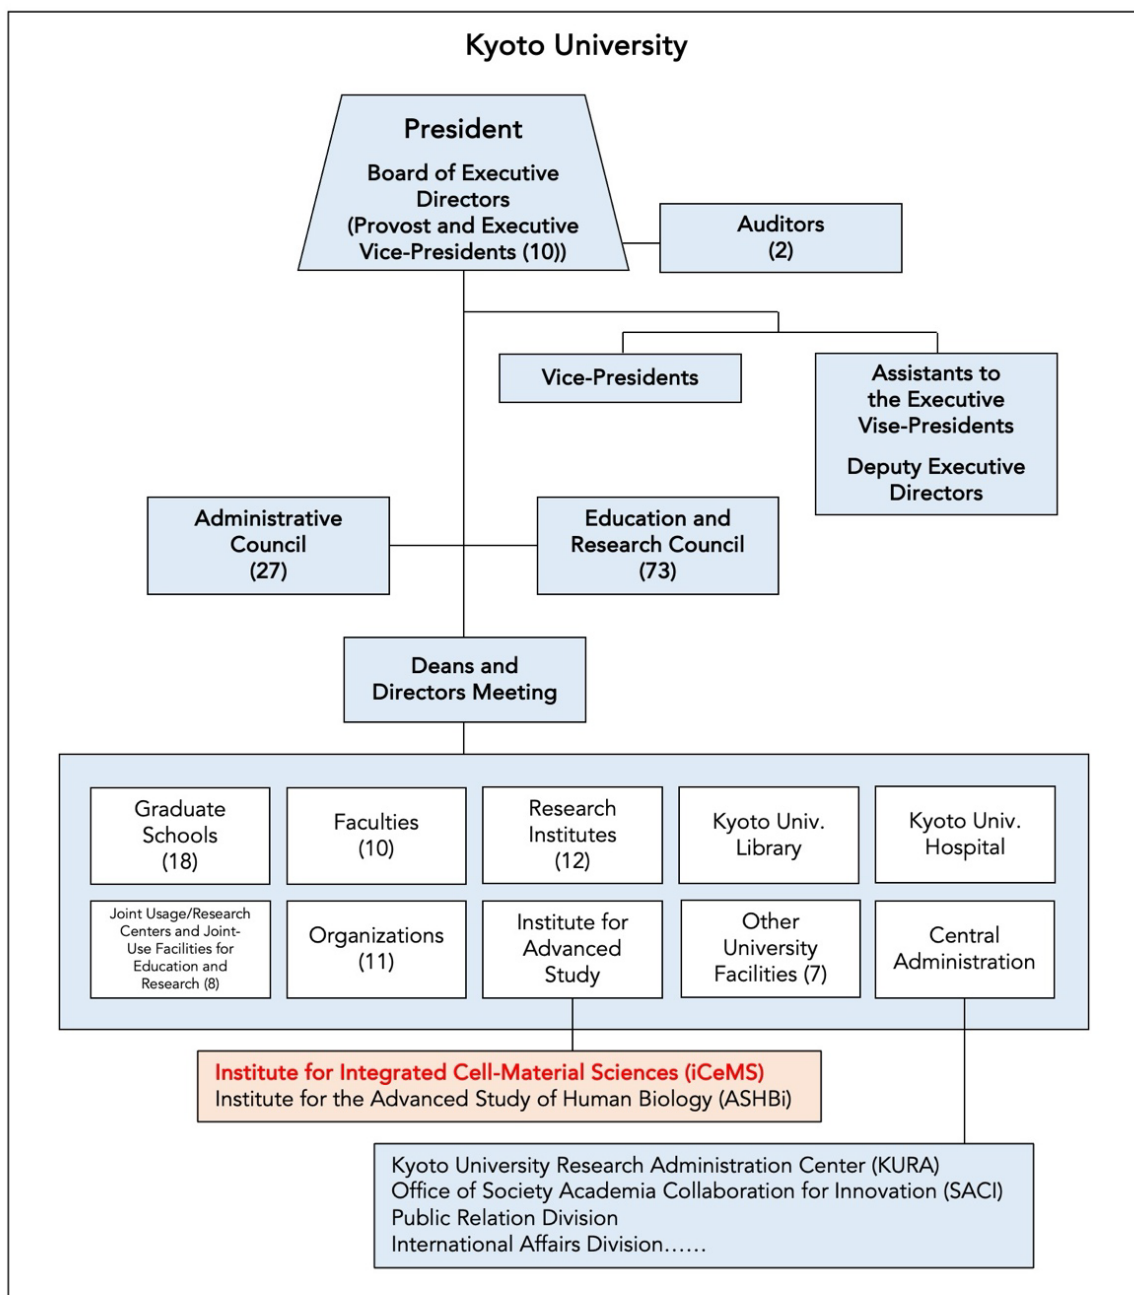 Kyoto University
President
Board of Executive
Directors
(Provost and Executive
Vice-Presidents (10))
Auditors
(2)
Vice-Presidents
Assistants to
the Executive
Vise-Presidents
Deputy Executive
Directors
Administrative
Council
(27)
Education and
Research Council
(73)
Deans and
Directors Meeting
Graduate
Schools
(18)
Faculties
(10)
Research
Institutes
(12)
Kyoto Univ.
Library
Kyoto Univ.
Hospital
Joint Usage/Research
Centers and Joint-
Use Facilities for
Education and
Research (8)
Organizations
(11)
Institute for
Advanced
Study
Other
University
Facilities (7)
Central
Administration
Institute for Integrated Cell-Material Sciences (iCeMS)
Institute for the Advanced Study of Human Biology (ASHBi)
Kyoto University Research Administration Center (KURA)
Office of Society Academia Collaboration for Innovation (SACI)
Public Relation Division
International Affairs Division......